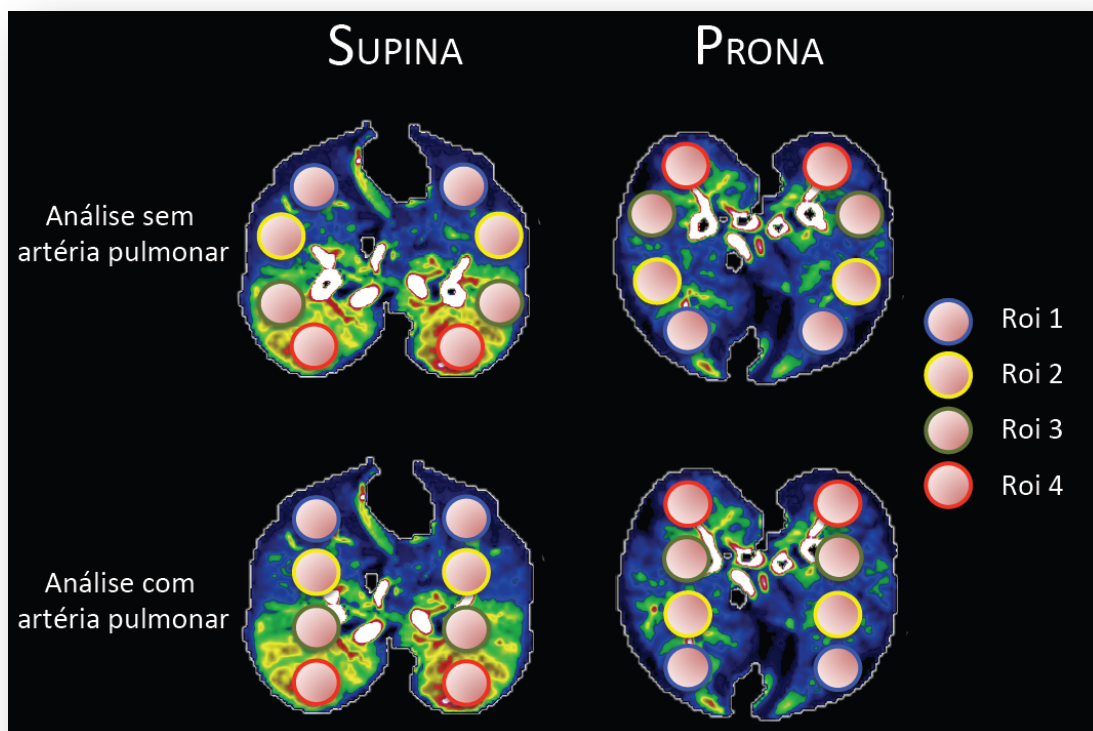 SUPINA
PRONA
Análise sem
artéria pulmonar
Roi 1
Roi 2
Roi 3
Roi 4
Análise com
artéria pulmonar